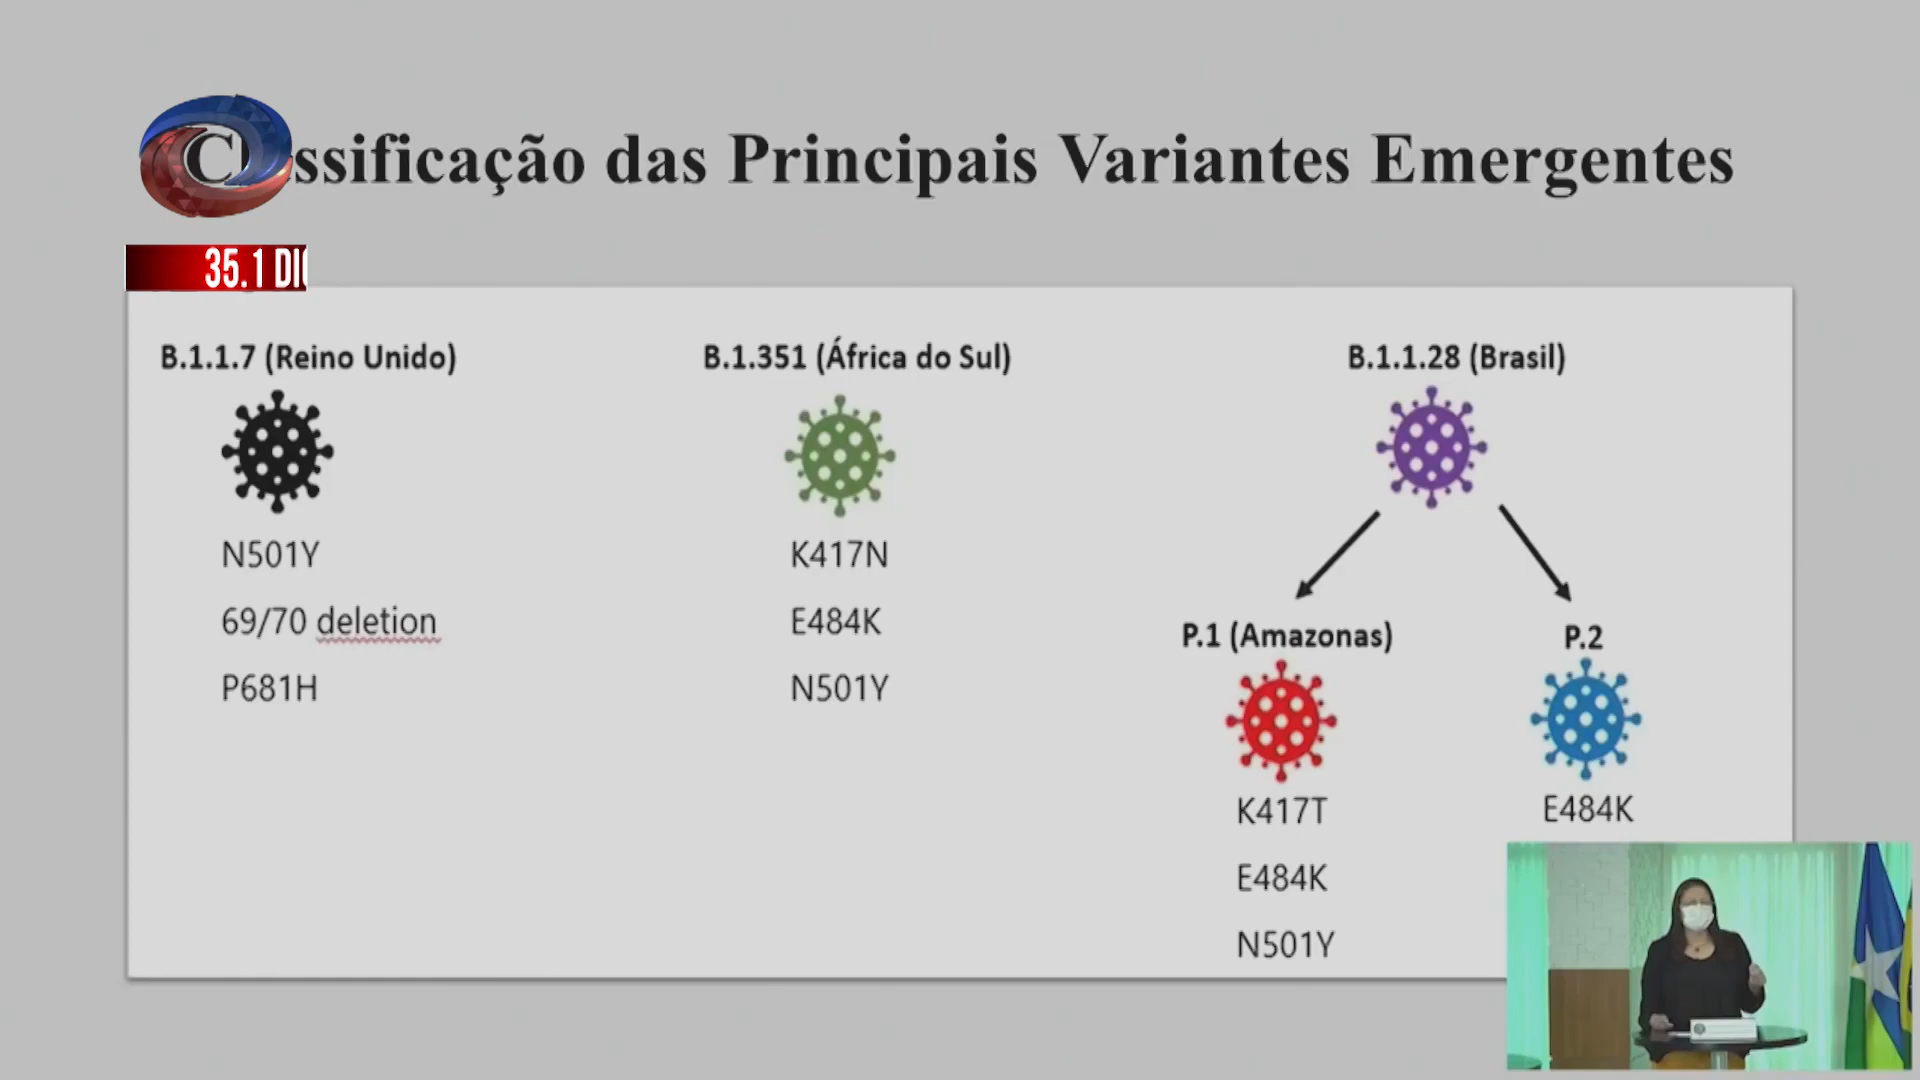 Classificação das Principais Variantes Emergentes
35.1
B.1.1.7 (Reino Unido)
N501Y
69/70 deletion
P681H
B.1.351 (África do Sul)
K417N
E484K
N501Y
B.1.1.28 (Brasil)
P.1 (Amazonas)
K417T
E484K
N501Y
P.2
E484K